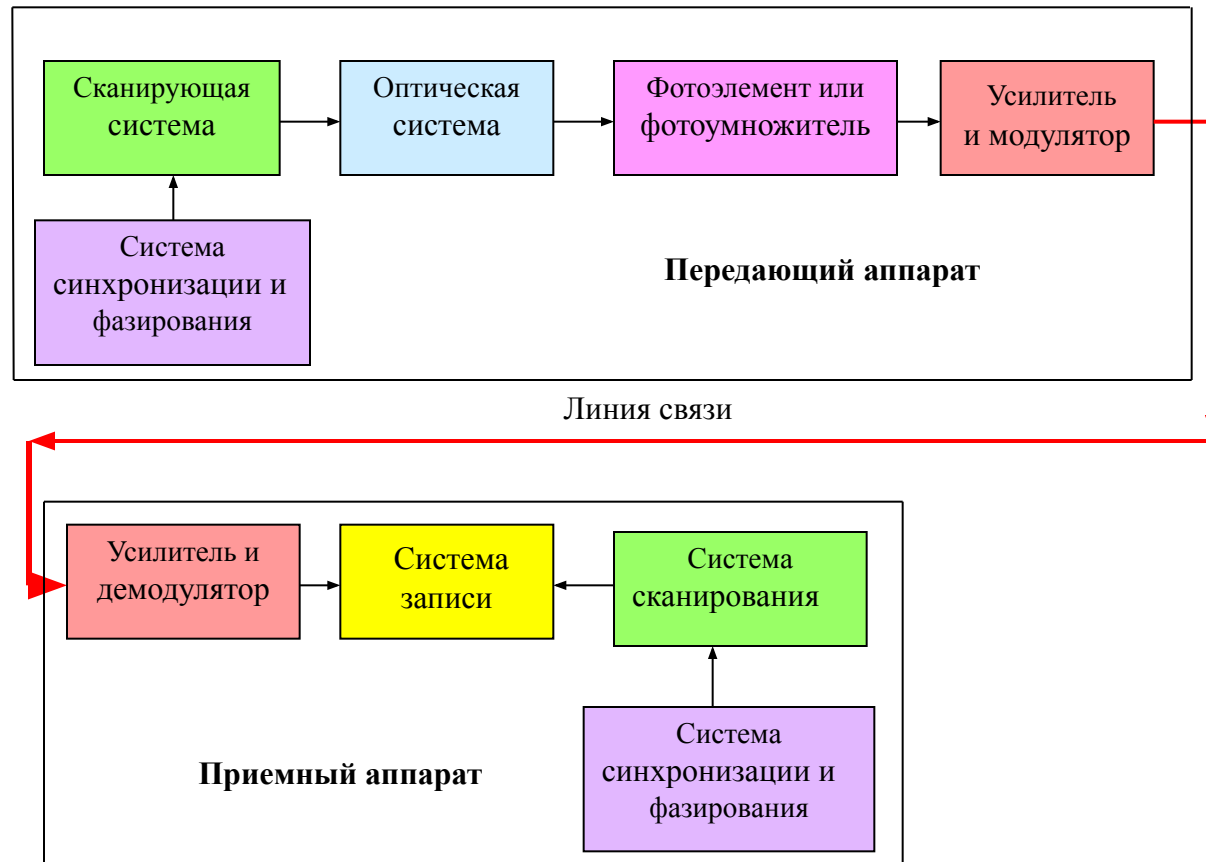 Сканирующая
система
Оптическая
система
Фотоэлемент или
фотоумножитель
Усилитель
и модулятор
Система
синхронизации и
фазирования
Передающий аппарат
Линия связи
Усилитель и
демодулятор
Система
записи
Система
сканирования
Система
синхронизации и
фазирования
Приемный аппарат